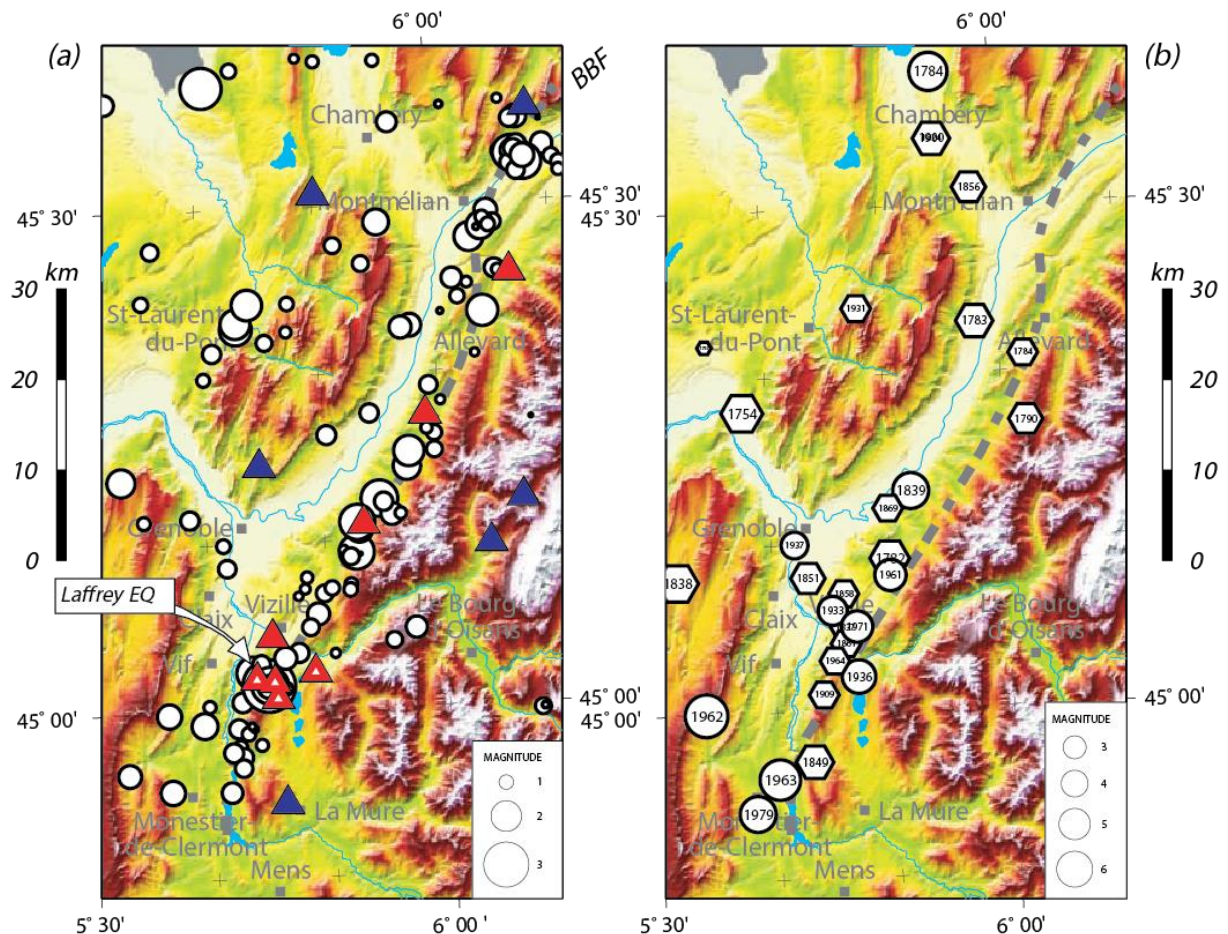 6° 00'
6° 00'
(a)
BBF
(b)
Chambéry
Montmélian
45° 30'
45° 30'
45° 30'
km
30
20
10
0
St-Laurent-
du-Pont
Allevard
Grenoble
Laffrey EQ
Vizille
Claix
Le Bourg-
d'Oisans
Vif
45° 00'
MAGNITUDE
1
2
3
La Mure
Monestier-
de-Clermont
Mens
5° 30'
6° 00'
1784
Chambéry
1856
Montmélian
1931
1783
St-Laurent-
du-Pont
Allevard
1784
1754
1790
km
30
20
10
0
1839
1869
Grenoble
1937
1782
1961
1838
1851
1858
1933
Claix
1971
Le Bourg-
d'Oisans
Vif
1964
1936
1909
45° 00'
45° 00'
1962
1849
1963
1979
MAGNITUDE
3
4
5
6
La Mure
Monestier-
de-Clermont
Mens
5° 30'
6° 00'